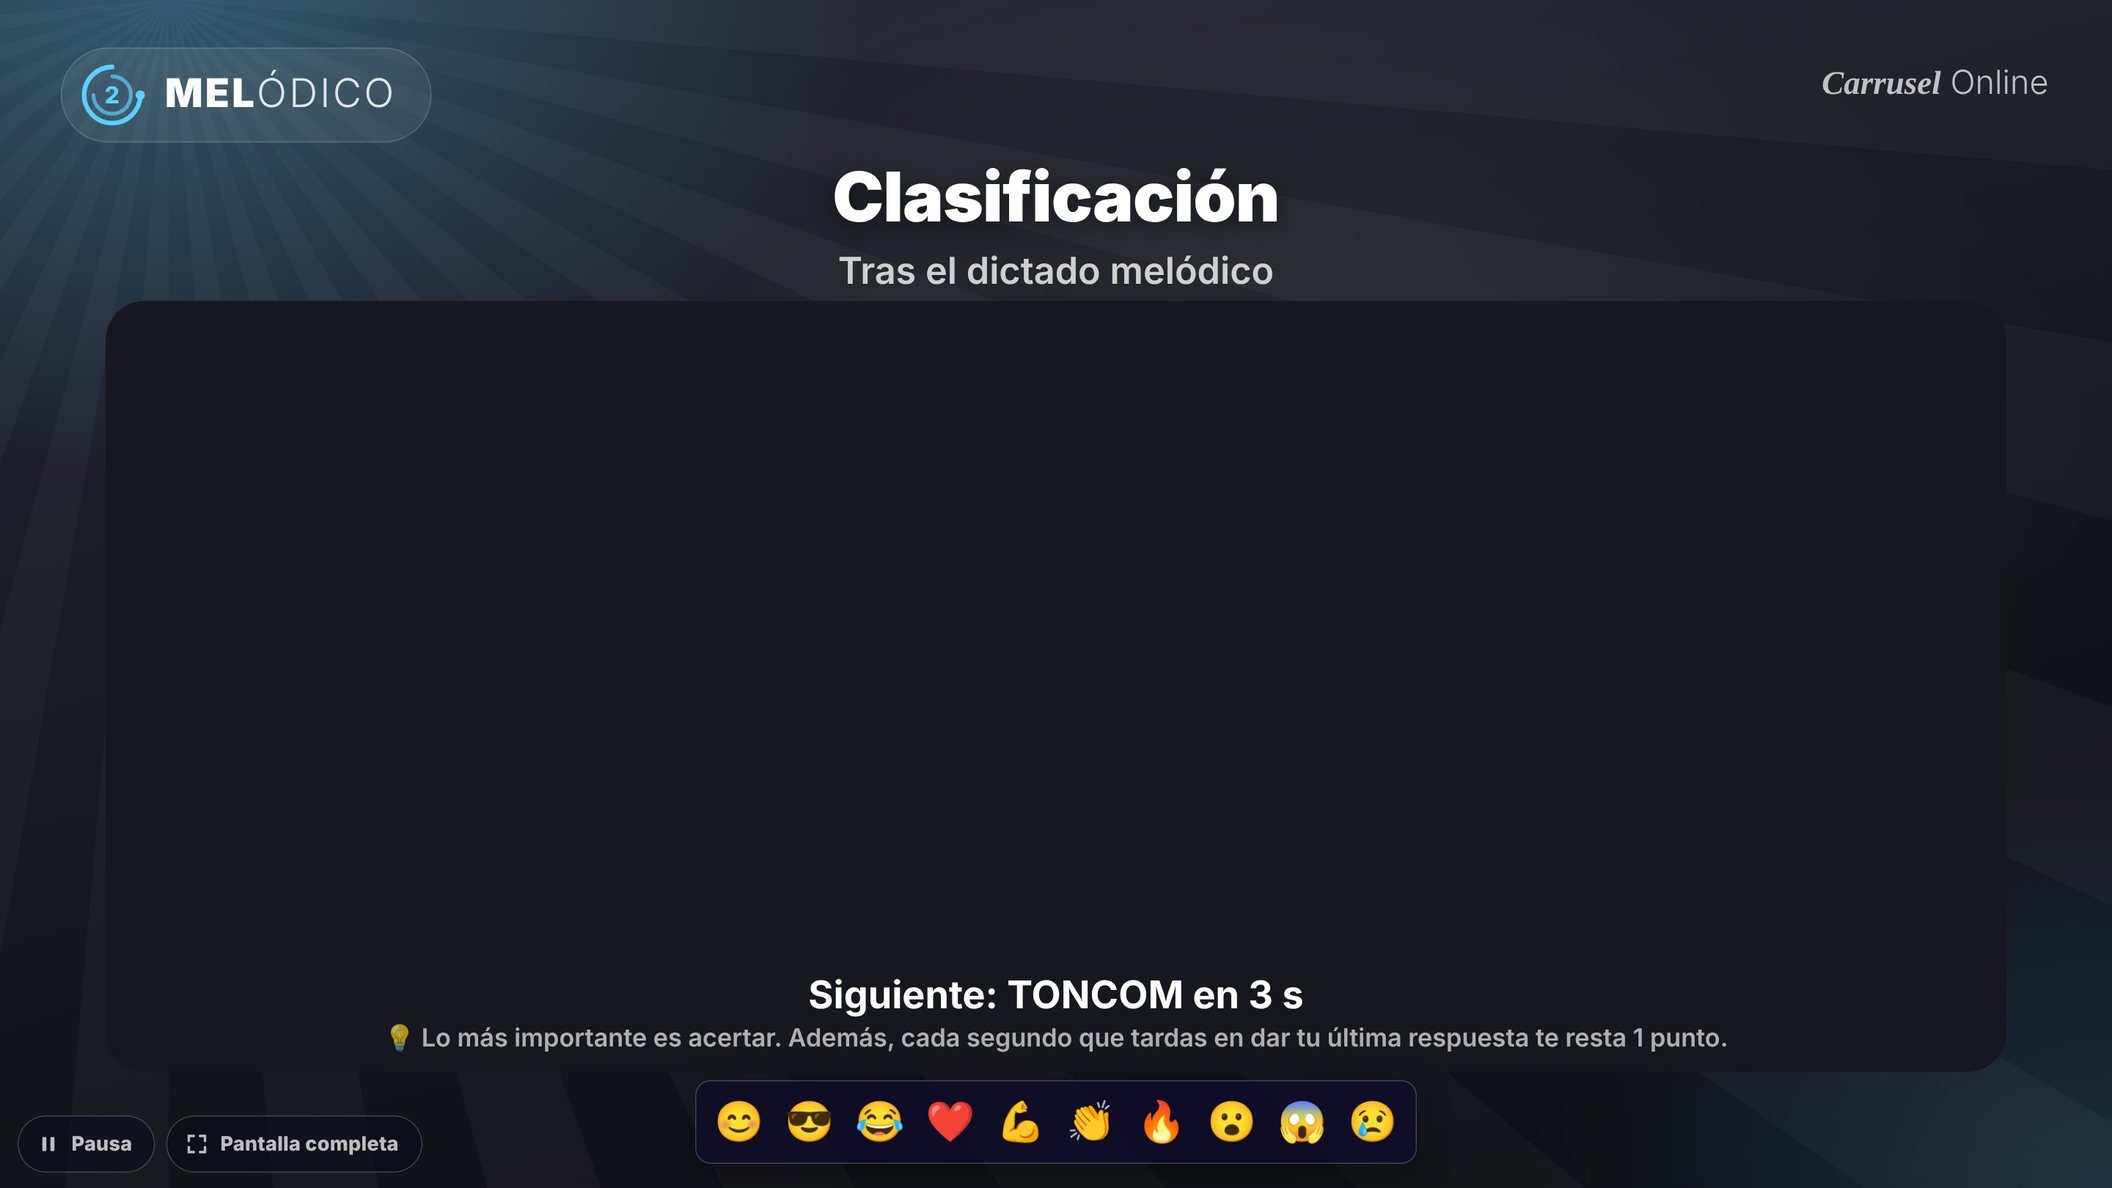 2 MELÓDICO
Carrusel Online
Clasificación
Tras el dictado melódico
Siguiente: TONCOM en 3 s
💡 Lo más importante es acertar. Además, cada segundo que tardas en dar tu última respuesta te resta 1 punto.
Pausa
Pantalla completa